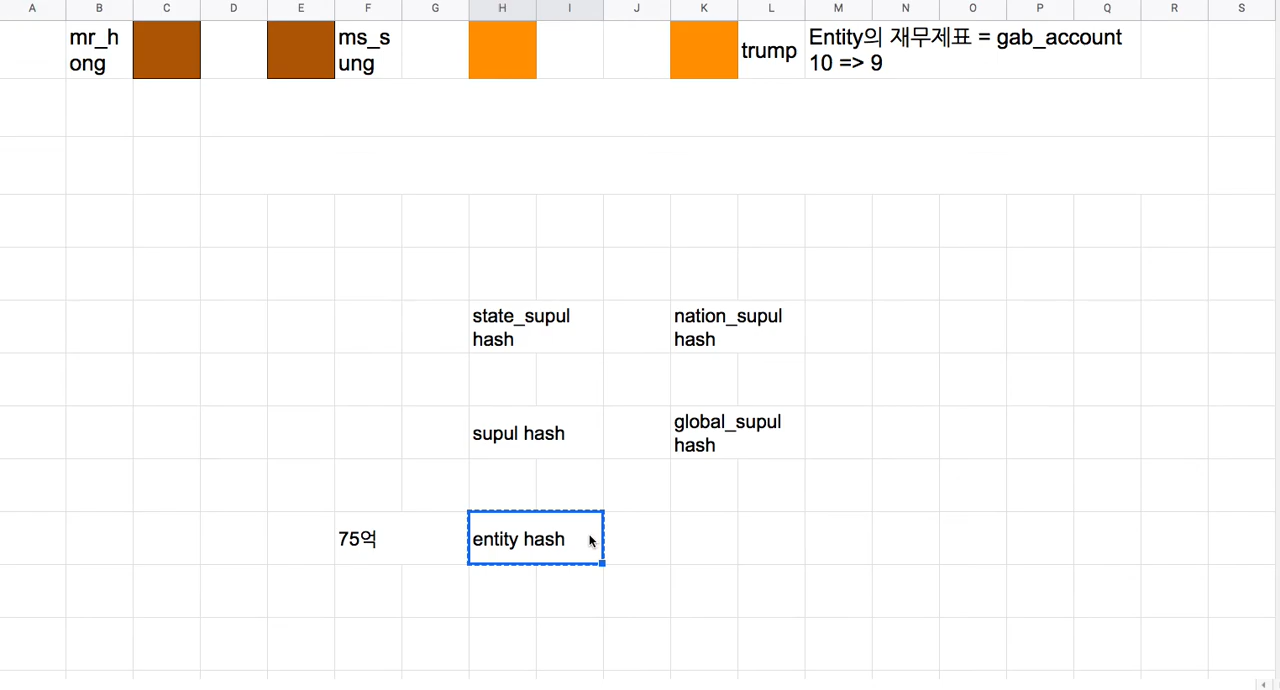 A B C D E F G H I J K L M N O P Q R S
mr_h
ong
ms_s
ung
trump
Entity의 재무제표 = gab_account
10 => 9
state_supul
hash
nation_supul
hash
supul hash
global_supul
hash
75억
entity hash